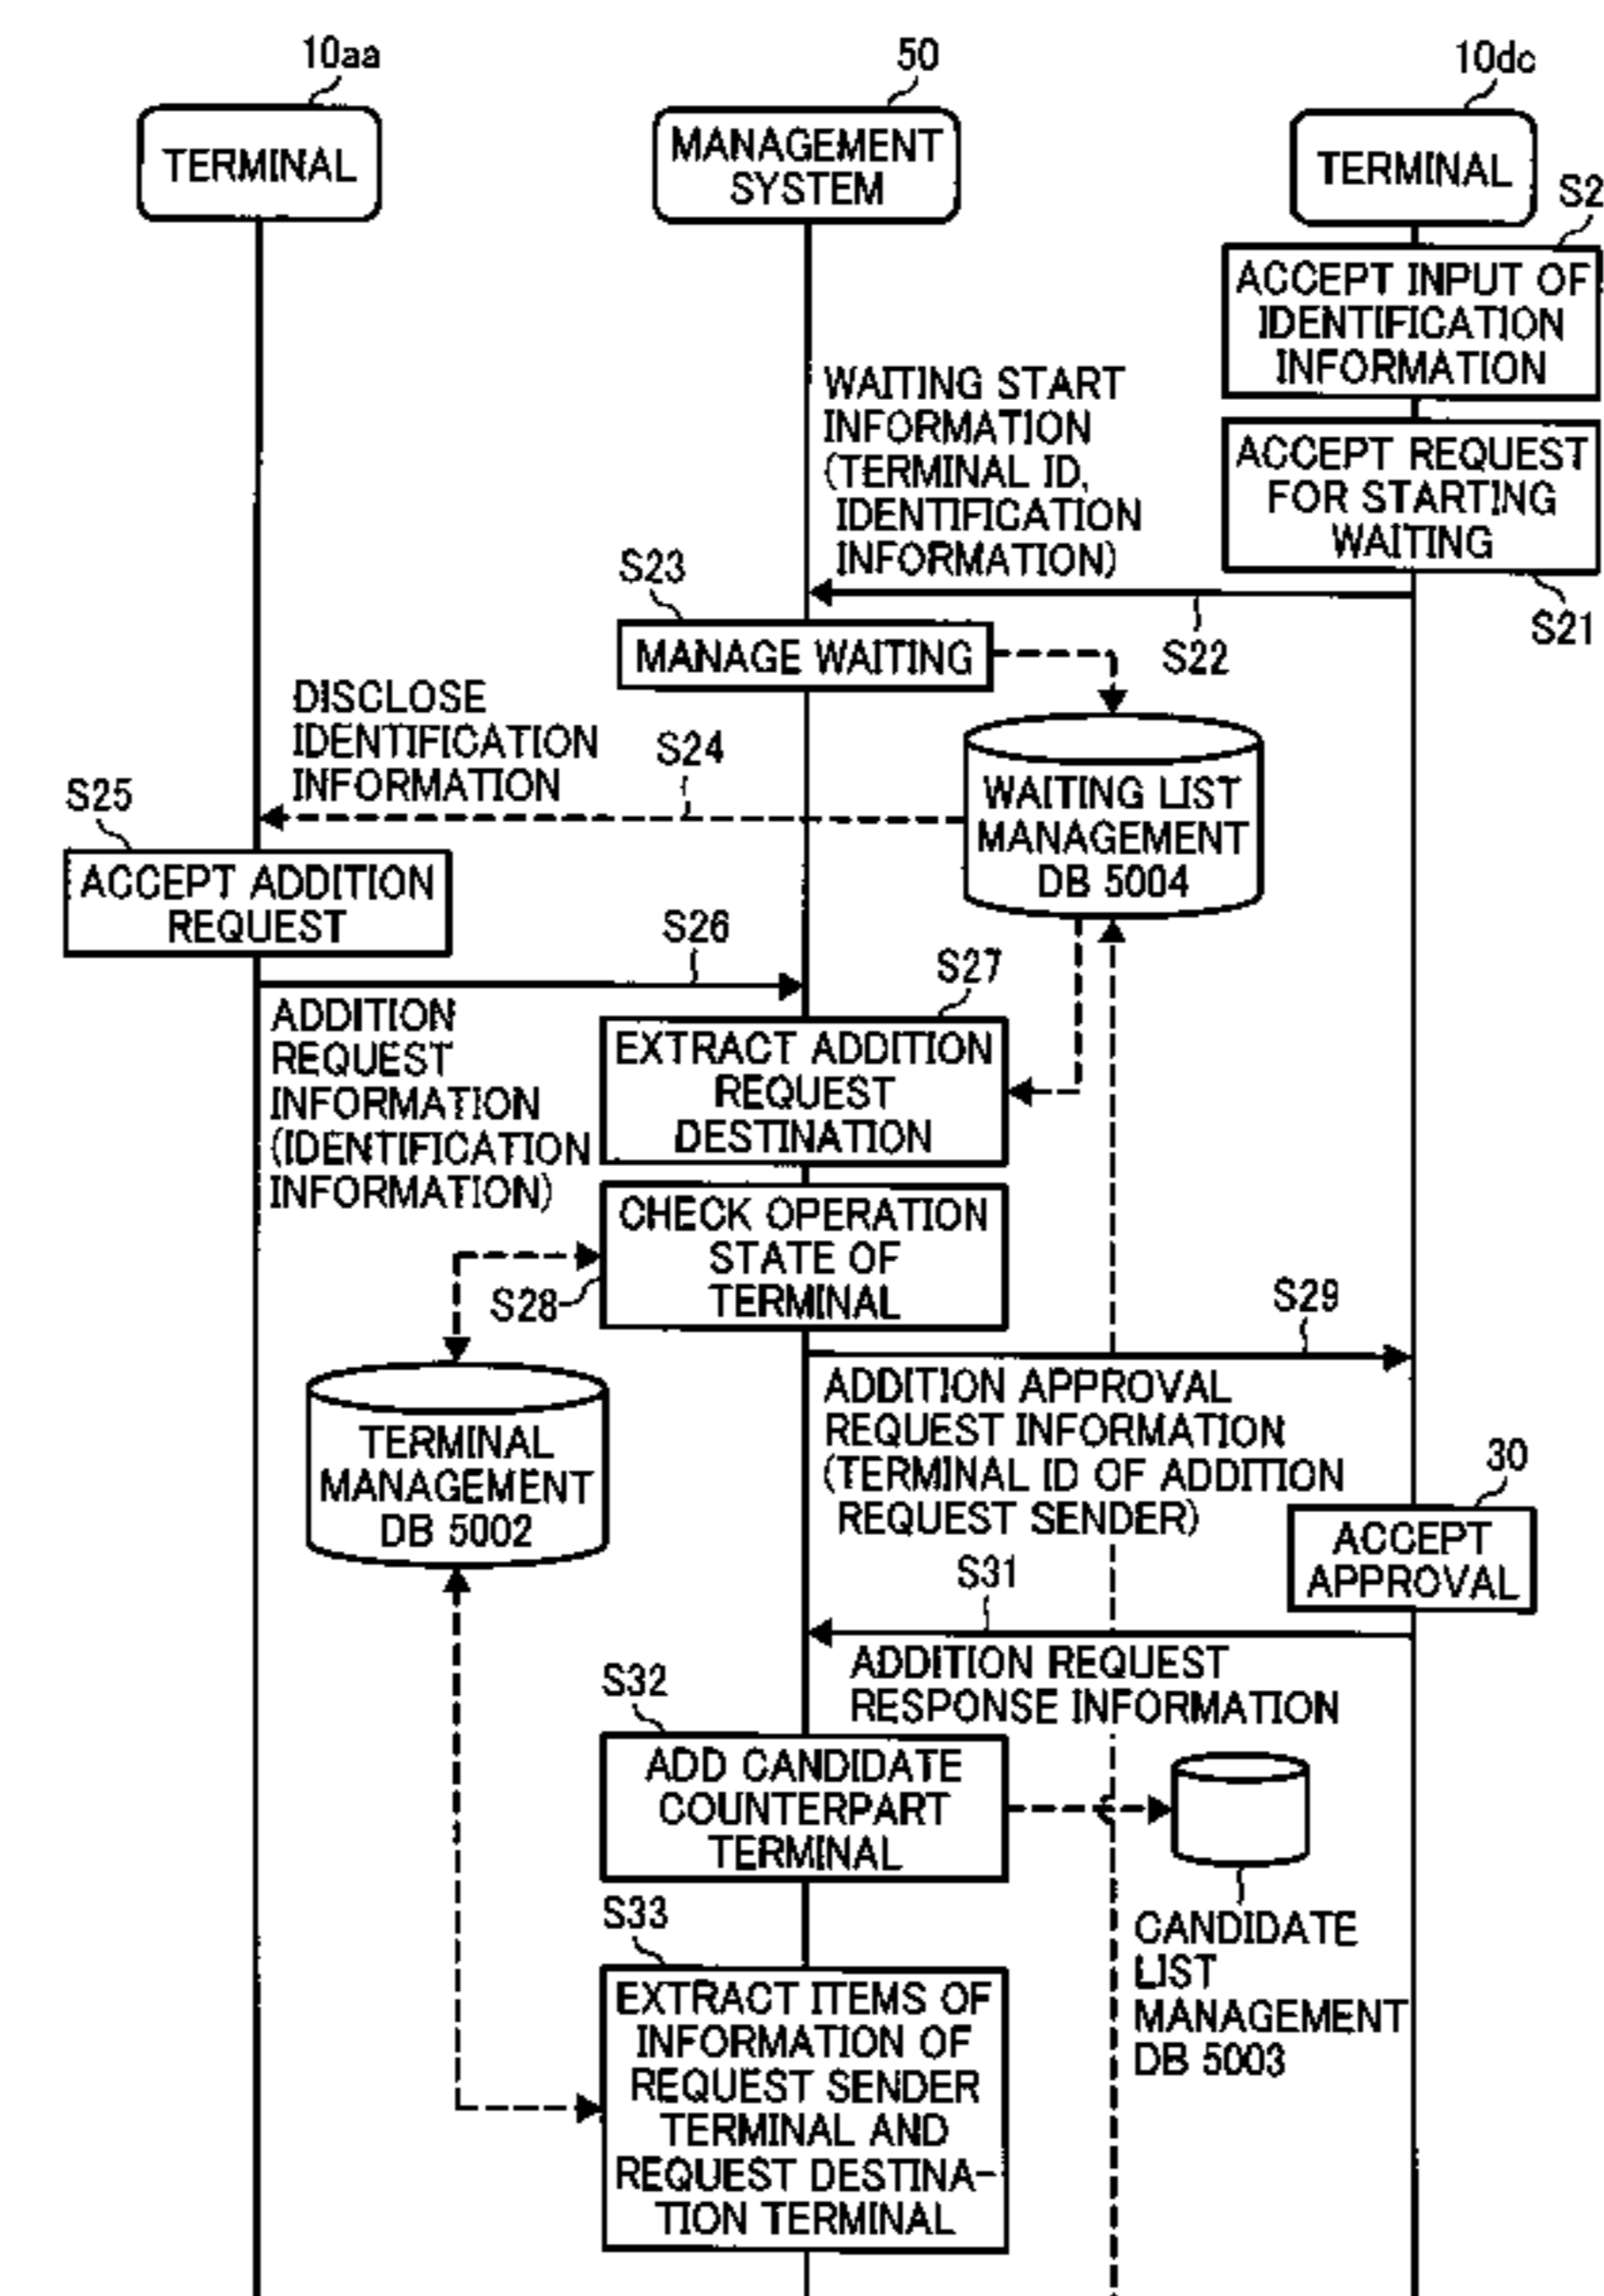 10aa
50
10dc
TERMINAL
MANAGEMENT
SYSTEM
TERMINAL
S2
ACCEPT INPUT OF
IDENTIFICATION
INFORMATION
WAITING START
INFORMATION
(TERMINAL ID,
IDENTIFICATION
INFORMATION)
ACCEPT REQUEST
FOR STARTING
WAITING
S21
S22
S23
MANAGE WAITING
DISCLOSE
IDENTIFICATION
INFORMATION
S24
WAITING LIST
MANAGEMENT
DB 5004
S25
ACCEPT ADDITION
REQUEST
S26
ADDITION
REQUEST
INFORMATION
(IDENTIFICATION
INFORMATION)
S27
EXTRACT ADDITION
REQUEST
DESTINATION
CHECK OPERATION
STATE OF
TERMINAL
S28
S29
ADDITION APPROVAL
REQUEST INFORMATION
(TERMINAL ID OF ADDITION
REQUEST SENDER)
TERMINAL
MANAGEMENT
DB 5002
30
ACCEPT
APPROVAL
S31
ADDITION REQUEST
RESPONSE INFORMATION
S32
ADD CANDIDATE
COUNTERPART
TERMINAL
CANDIDATE
LIST
MANAGEMENT
DB 5003
S33
EXTRACT ITEMS OF
INFORMATION OF
REQUEST SENDER
TERMINAL AND
REQUEST DESTINA-
TION TERMINAL